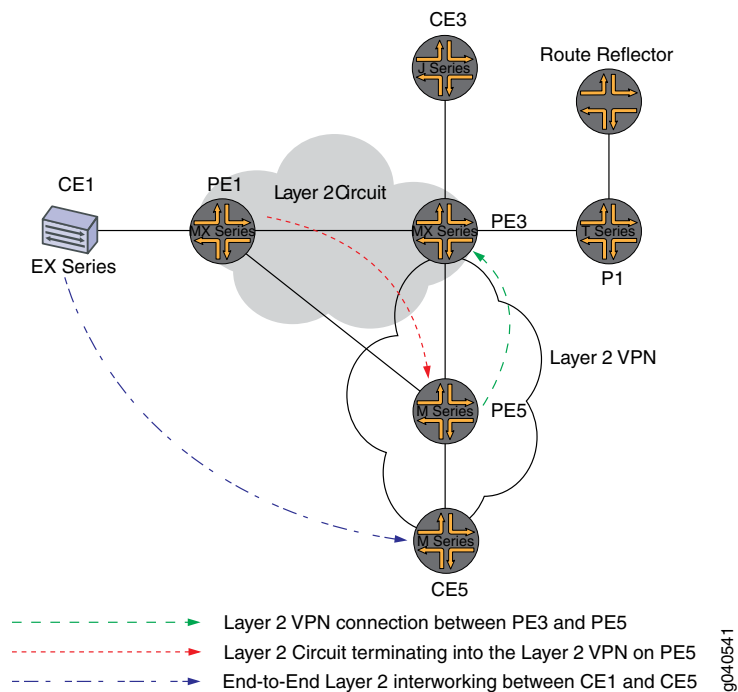 CE3
J Series
Route Reflector
CE1
PE1
Layer 2Circuit
MX Series
MX Series
PE3
T Series
EX Series
P1
Layer 2 VPN
M Series
PE5
M Series
CE5
Layer 2 VPN connection between PE3 and PE5
Layer 2 Circuit terminating into the Layer 2 VPN on PE5
End-to-End Layer 2 interworking between CE1 and CE5
g040541